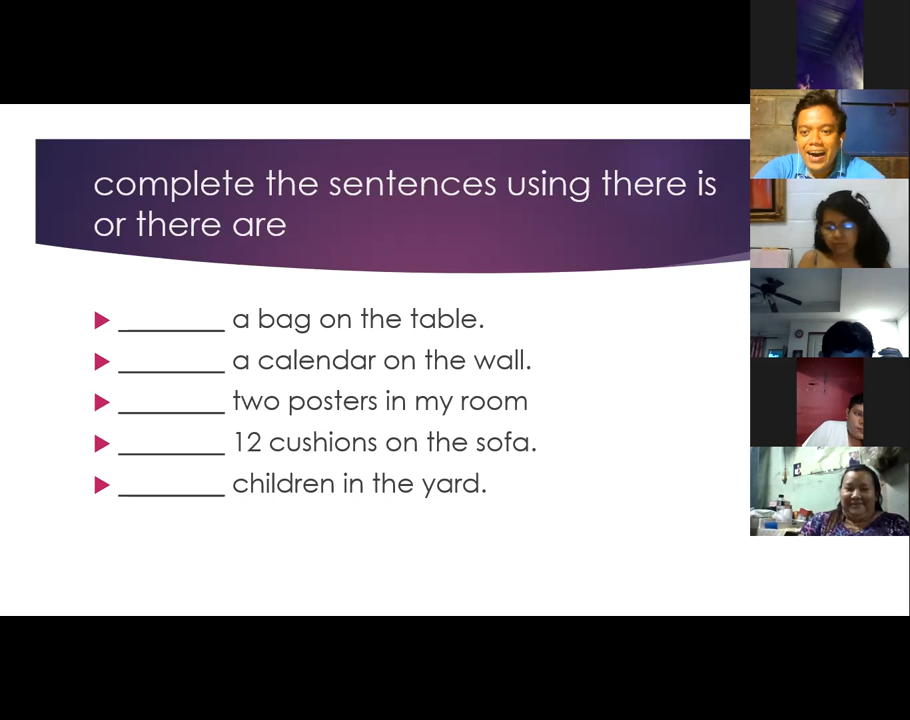 complete the sentences using there is
or there are
________ a bag on the table.
________ a calendar on the wall.
________ two posters in my room
________ 12 cushions on the sofa.
________ children in the yard.